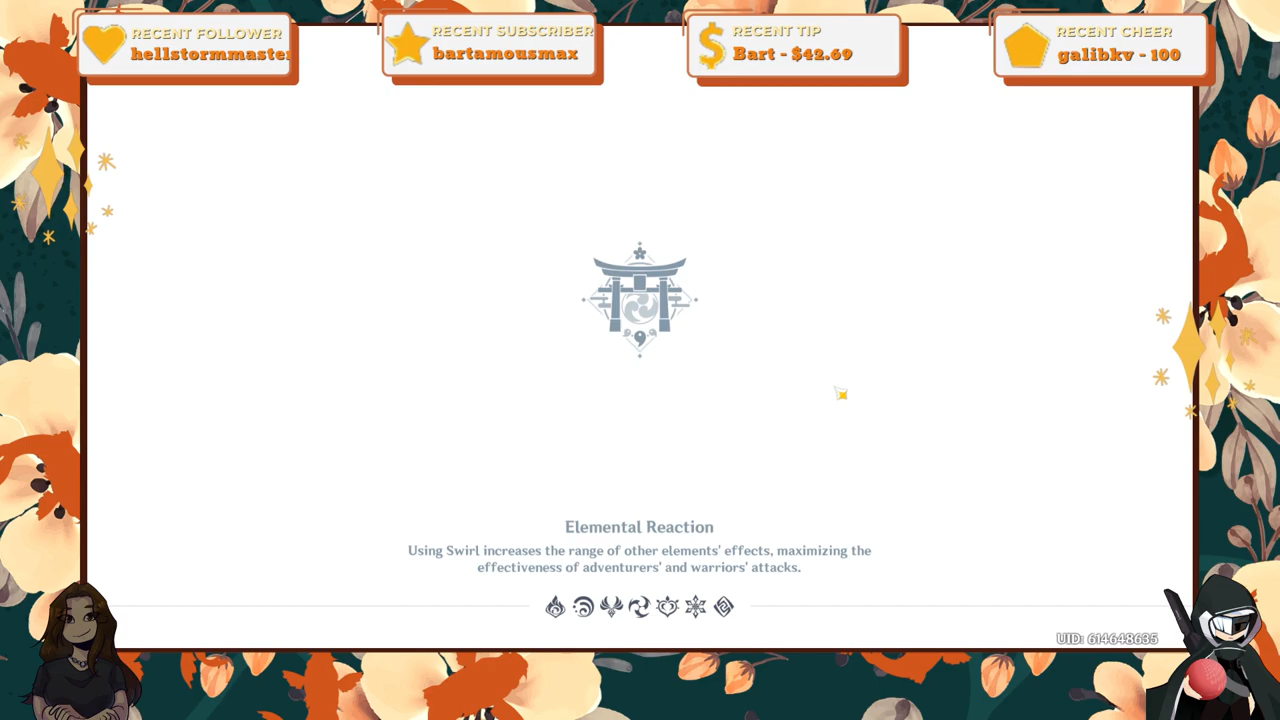 RECENT FOLLOWER
hellstormmaster
RECENT SUBSCRIBER
bartamousmax
RECENT TIP
Bart - $42.69
RECENT CHEER
galibkv - 100
Elemental Reaction
Using Swirl increases the range of other elements' effects, maximizing the
effectiveness of adventurers' and warriors' attacks.
UID: 614648635